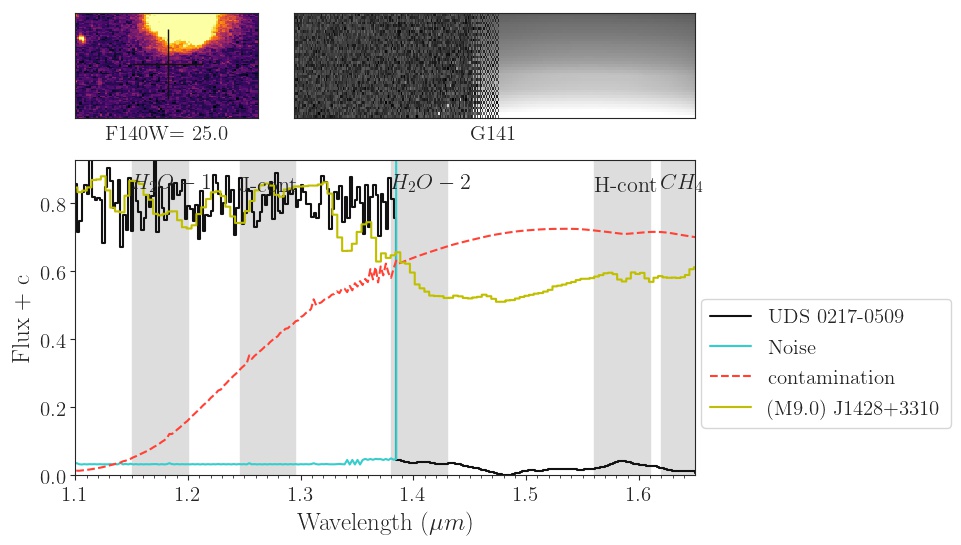 F140W= 25.0
G141
H₂O − 1
J-cont
H₂O − 2
H-cont
CH₄
0.8
0.6
0.4
0.2
0.0
Flux + c
1.1
1.2
1.3
1.4
1.5
1.6
Wavelength (μm)
UDS 0217-0509
Noise
contamination
(M9.0) J1428+3310